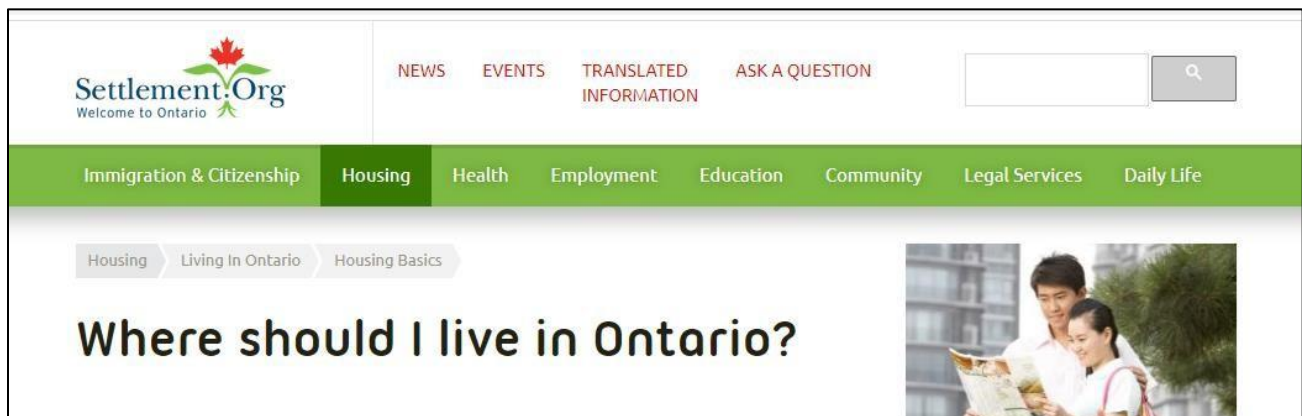 Settlement.Org
Welcome to Ontario
NEWS EVENTS TRANSLATED INFORMATION ASK A QUESTION
Immigration & Citizenship Housing Health Employment Education Community Legal Services Daily Life
Housing Living In Ontario Housing Basics
Where should I live in Ontario?